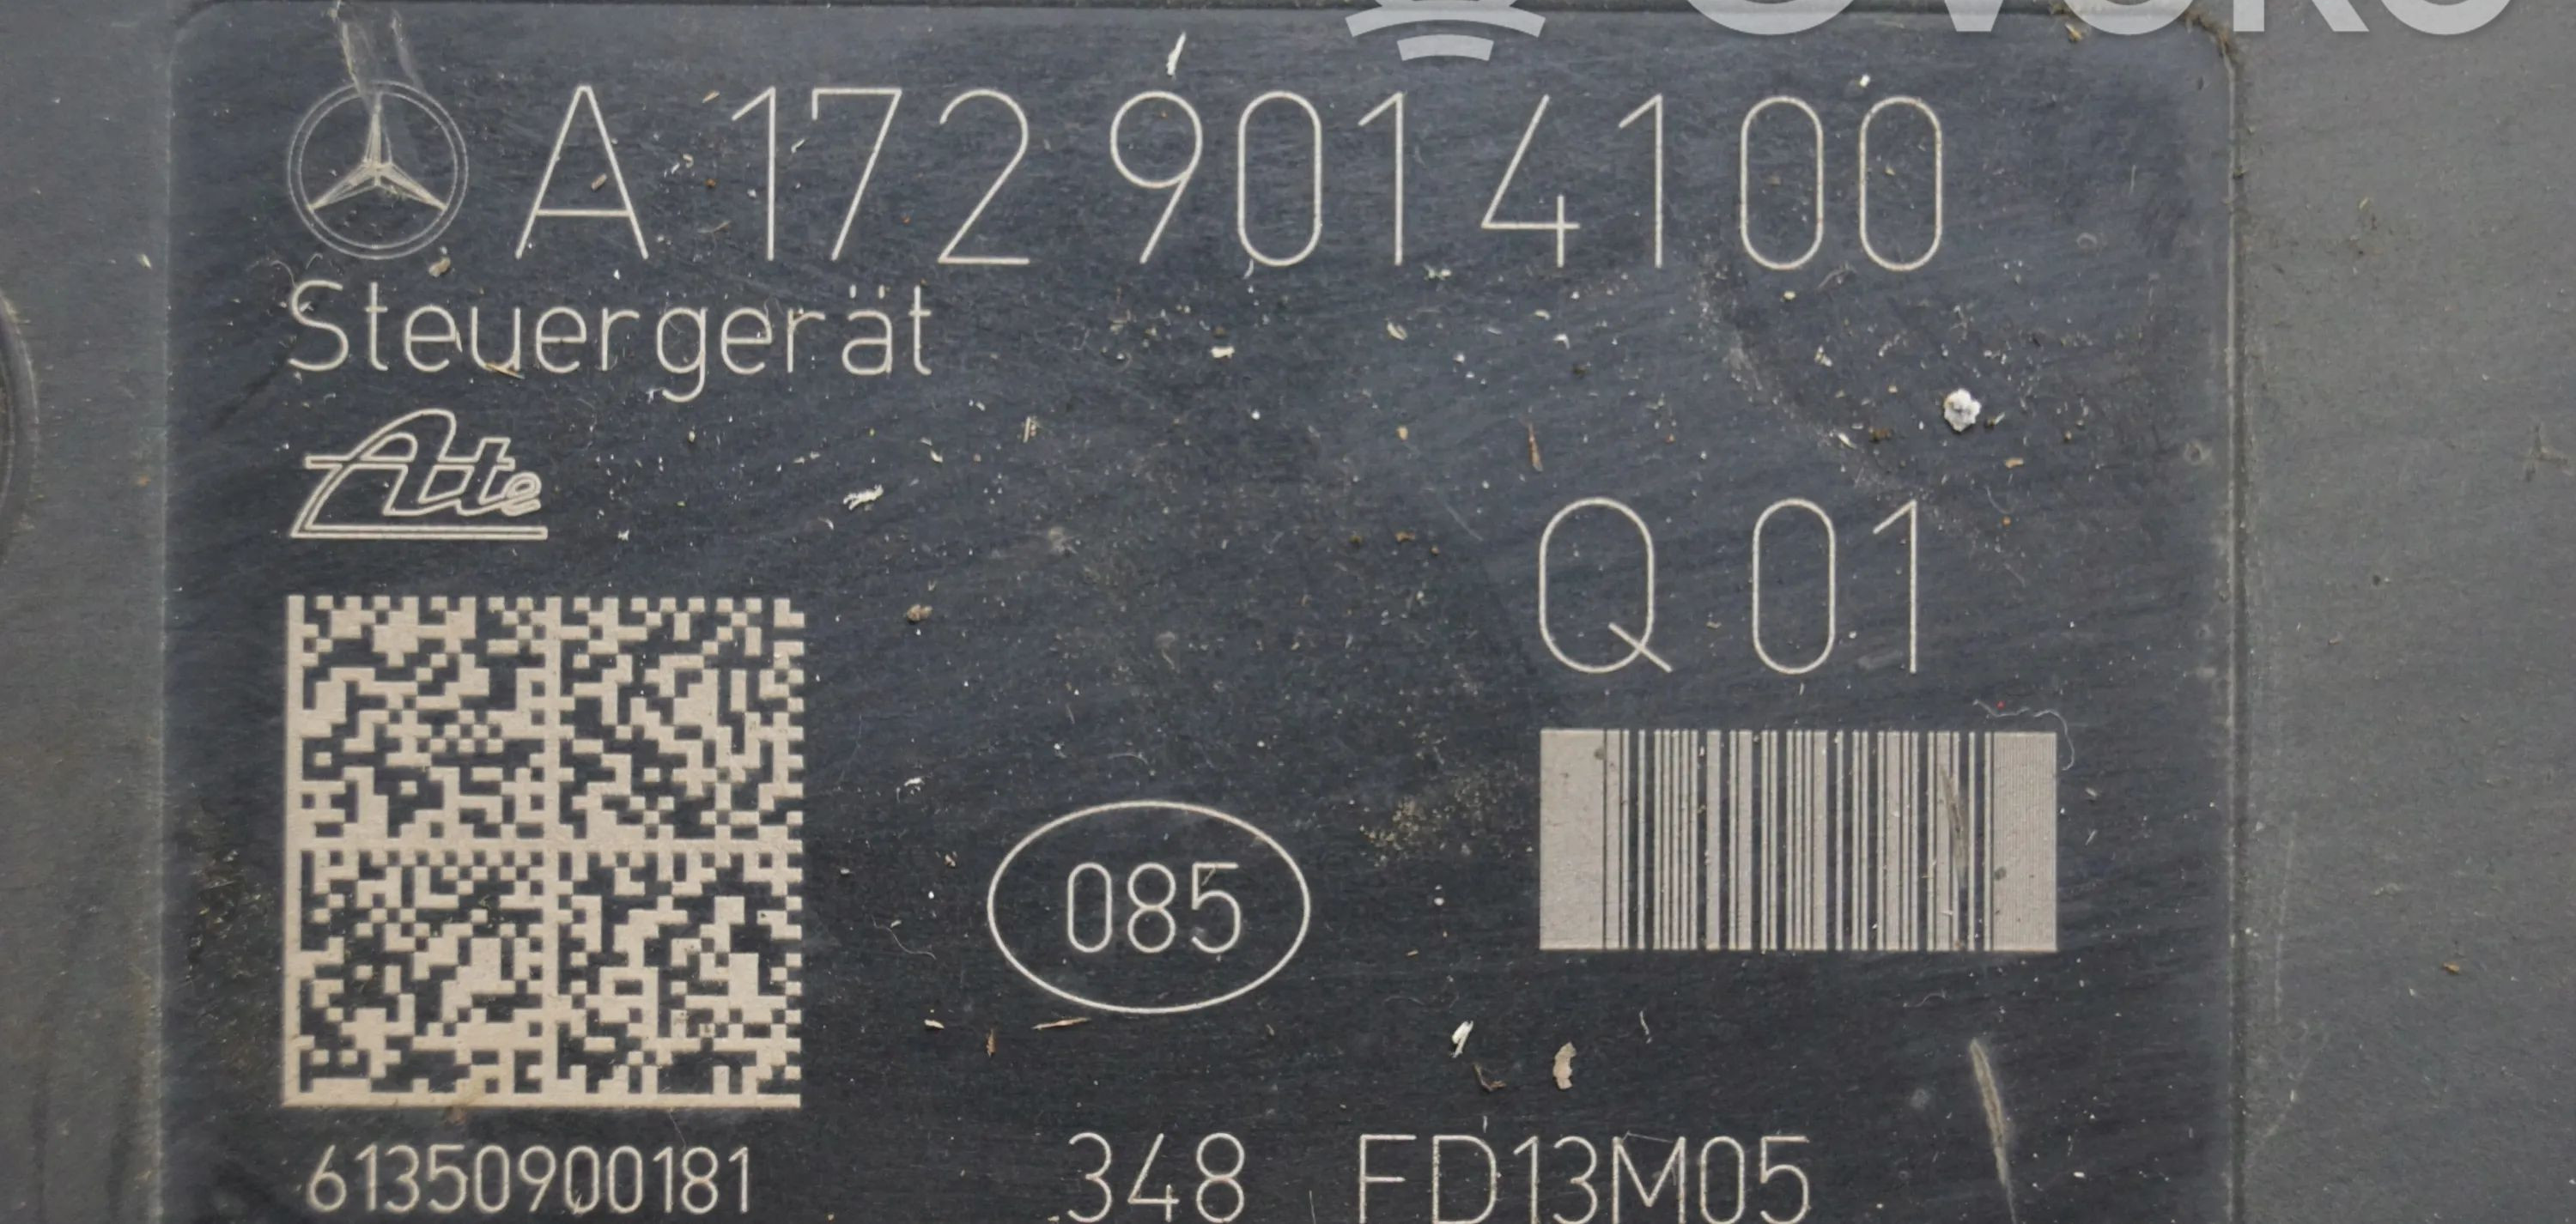 A 172 901 41 00
Steuergerät
Ate
Q 01
085
61350900181 348 FD13M05